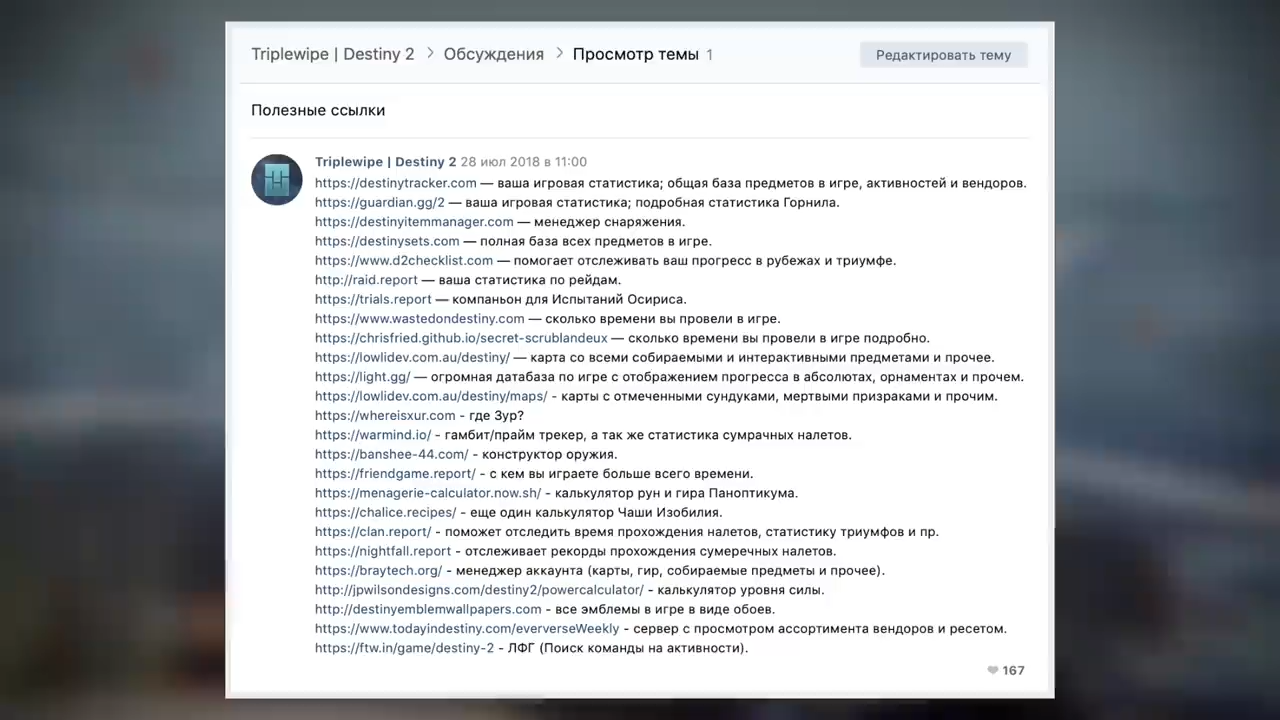 Triplewipe | Destiny 2 > Обсуждения > Просмотр темы 1
Редактировать тему
Полезные ссылки
Triplewipe | Destiny 2 28 июл 2018 в 11:00
https://destinytracker.com — ваша игровая статистика; общая база предметов в игре, активностей и вендоров.
https://guardian.gg/2 — ваша игровая статистика; подробная статистика Горнила.
https://destinyitemmanager.com — менеджер снаряжения.
https://destinysets.com — полная база всех предметов в игре.
https://www.d2checklist.com — помогает отслеживать ваш прогресс в рубежах и триумфе.
http://raid.report — ваша статистика по рейдам.
https://trials.report — компаньон для Испытаний Осириса.
https://www.wastedondestiny.com — сколько времени вы провели в игре.
https://chrisfried.github.io/secret-scrublandeux — сколько времени вы провели в игре подробно.
https://lowlidev.com.au/destiny/ — карта со всеми собираемыми и интерактивными предметами и прочее.
https://light.gg/ — огромная датабаза по игре с отображением прогресса в абсолютах, орнаментах и прочем.
https://lowlidev.com.au/destiny/maps/ - карты с отмеченными сундуками, мертвыми призраками и прочим.
https://whereisxur.com - где Зур?
https://warmind.io/ - гамбит/прайм трекер, а так же статистика сумрачных налетов.
https://banshee-44.com/ - конструктор оружия.
https://friendgame.report/ - с кем вы играете больше всего времени.
https://menagerie-calculator.now.sh/ - калькулятор рун и гира Паноптикума.
https://chalice.recipes/ - еще один калькулятор Чаши Изобилия.
https://clan.report/ - поможет отследить время прохождения налетов, статистику триумфов и пр.
https://nightfall.report - отслеживает рекорды прохождения сумеречных налетов.
https://braytech.org/ - менеджер аккаунта (карты, гир, собираемые предметы и прочее).
http://jpwilsondesigns.com/destiny2/powercalculator/ - калькулятор уровня силы.
http://destinyemblemwallpapers.com - все эмблемы в игре в виде обоев.
https://www.todayindestiny.com/eververseWeekly - сервер с просмотром ассортимента вендоров и ресетом.
https://ftw.in/game/destiny-2 - ЛФГ (Поиск команды на активности).
167